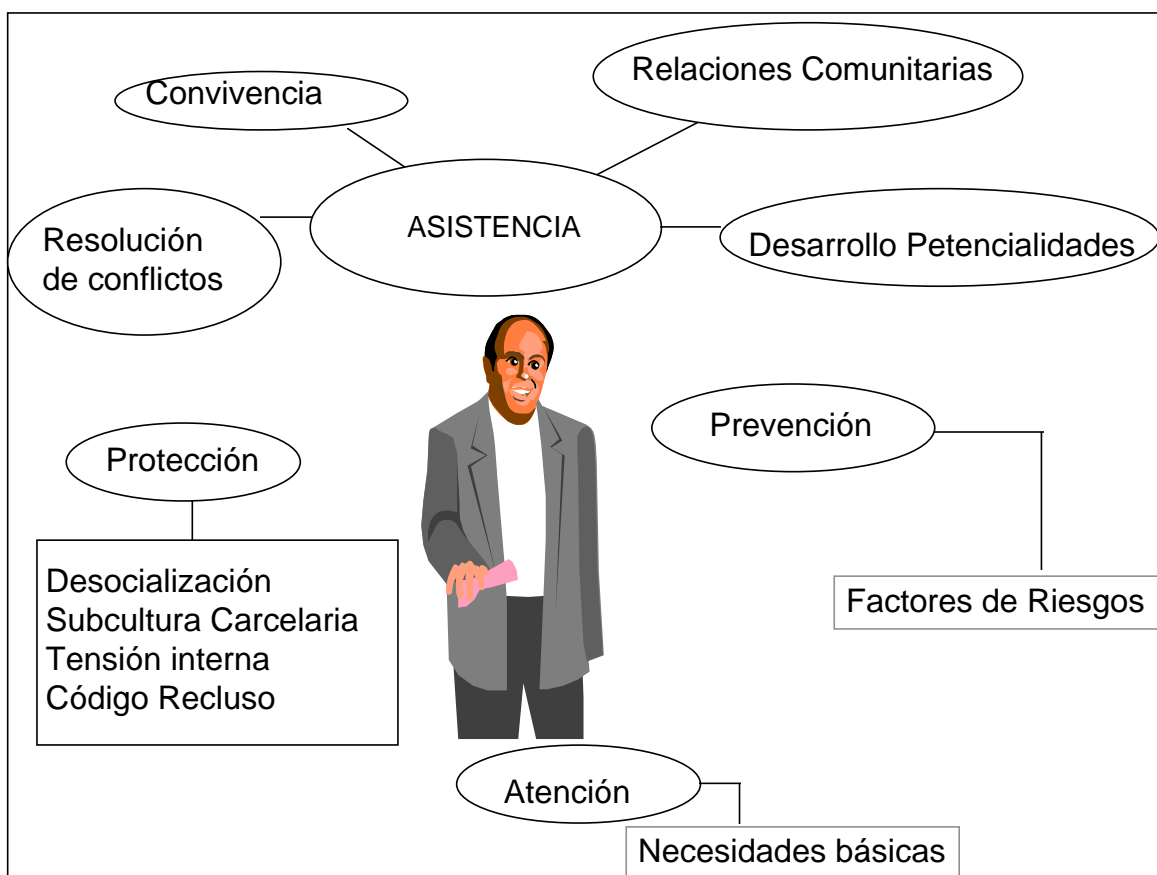 Convivencia
Relaciones Comunitarias
ASISTENCIA
Resolución
de conflictos
Desarrollo Petencialidades
Prevención
Protección
Desocialización
Subcultura Carcelaria
Tensión interna
Código Recluso
Factores de Riesgos
Atención
Necesidades básicas